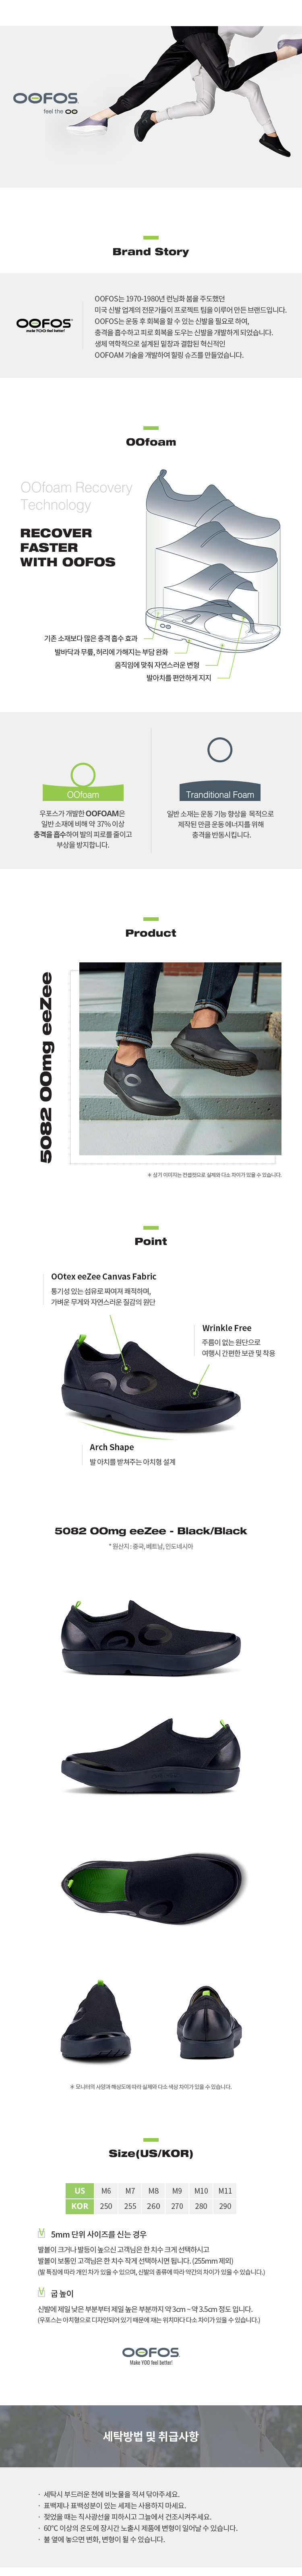 OOFOS
feel the OO
Brand Story
OOFOS
make YOO feel better!
OOFOS는 1970-1980년 런닝화 붐을 주도했던
미국 신발 업계의 전문가들이 프로젝트 팀을 이루어 만든 브랜드입니다.
OOFOS는 운동 후 회복을 할 수 있는 신발을 필요로 하여,
충격을 흡수하고 피로 회복을 도우는 신발을 개발하게 되었습니다.
생체 역학적으로 설계된 밑창과 결합된 혁신적인
OOFOAM 기술을 개발하여 힐링 슈즈를 만들었습니다.
OOfoam
OOfoam Recovery
Technology
RECOVER
FASTER
WITH OOFOS
기존 소재보다 많은 충격 흡수 효과
발바닥과 무릎, 허리에 가해지는 부담 완화
움직임에 맞춰 자연스러운 변형
발아치를 편안하게 지지
OOfoam
우포스가 개발한 OOFOAM은
일반 소재에 비해 약 37% 이상
충격을 흡수하여 발의 피로를 줄이고
부상을 방지합니다.
Tranditional Foam
일반 소재는 운동 기능 향상을 목적으로
제작된 만큼 운동 에너지를 위해
충격을 반동시킵니다.
Product
5082 OOmg eeZee
※ 상기 이미지는 컨셉컷으로 실제와 다소 차이가 있을 수 있습니다.
Point
OOtex eeZee Canvas Fabric
통기성 있는 섬유로 짜여져 쾌적하며,
가벼운 무게와 자연스러운 질감의 원단
Wrinkle Free
주름이 없는 원단으로
여행시 간편한 보관 및 착용
Arch Shape
발 아치를 받쳐주는 아치형 설계
5082 OOmg eeZee - Black/Black
* 원산지 : 중국, 베트남, 인도네시아
※ 모니터의 사양과 해상도에 따라 실제와 다소 색상 차이가 있을 수 있습니다.
Size(US/KOR)
US M6 M7 M8 M9 M10 M11
KOR 250 255 260 270 280 290
5mm 단위 사이즈를 신는 경우
발볼이 크거나 발등이 높으신 고객님은 한 치수 크게 선택하시고
발볼이 보통인 고객님은 한 치수 작게 선택하시면 됩니다. (255mm 제외)
(발 특징에 따라 개인 차가 있을 수 있으며, 신발의 종류에 따라 약간의 차이가 있을 수 있습니다.)
굽 높이
신발에 제일 낮은 부분부터 제일 높은 부분까지 약 3cm ~ 약 3.5cm 정도 입니다.
(우포스는 아치형으로 디자인되어 있기 때문에 재는 위치마다 다소 차이가 있을 수 있습니다.)
OOFOS
Make YOO feel better!
세탁방법 및 취급사항
· 세탁시 부드러운 천에 비눗물을 적셔 닦아주세요.
· 표백제나 표백성분이 있는 세제는 사용하지 마세요.
· 젖었을 때는 직사광선을 피하시고 그늘에서 건조시켜주세요.
· 60℃ 이상의 온도에 장시간 노출시 제품에 변형이 일어날 수 있습니다.
· 불 옆에 놓으면 변화, 변형이 될 수 있습니다.